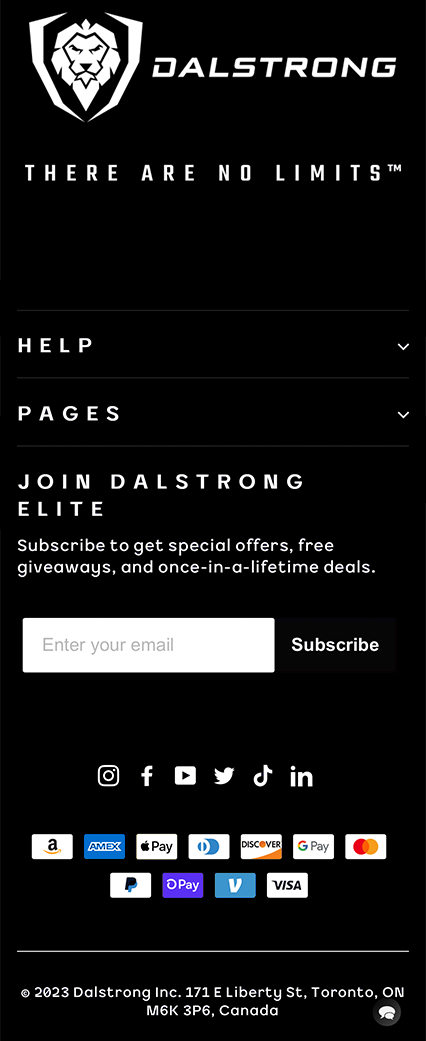 DALSTRONG
THERE ARE NO LIMITS™
HELP
PAGES
JOIN DALSTRONG
ELITE
Subscribe to get special offers, free
giveaways, and once-in-a-lifetime deals.
Enter your email Subscribe
a AMEX Pay DISCOVER G Pay
P Pay V VISA
© 2023 Dalstrong Inc. 171 E Liberty St, Toronto, ON
M6K 3P6, Canada